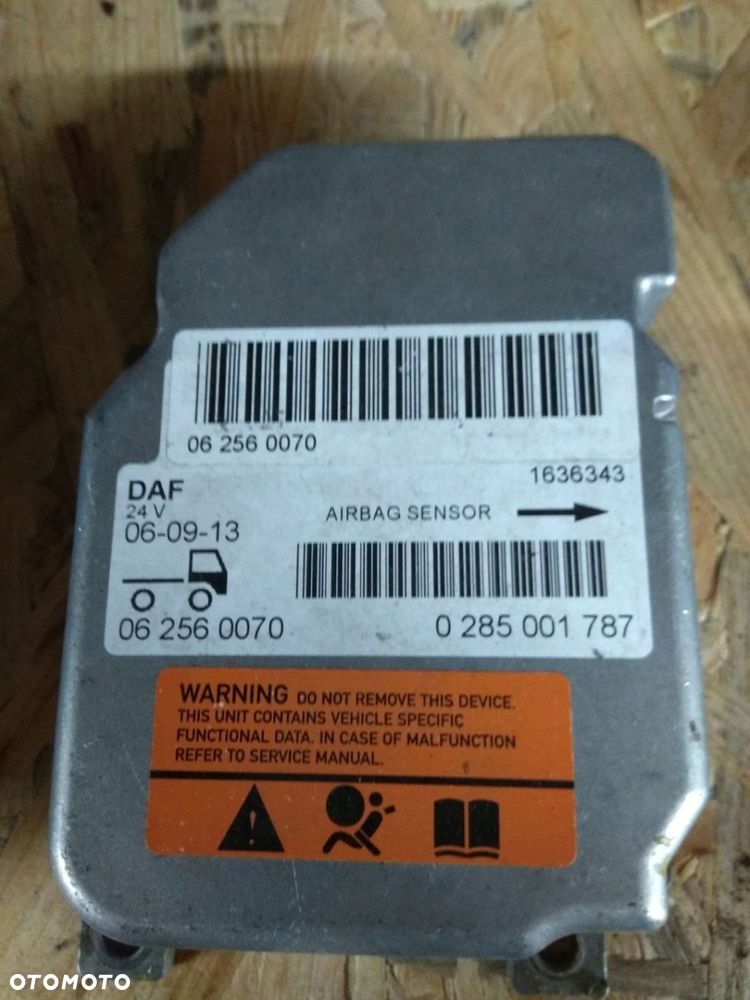 06 256 0070
1636343
DAF
24 V
06-09-13
AIRBAG SENSOR
06 256 0070
0 285 001 787
WARNING DO NOT REMOVE THIS DEVICE.
THIS UNIT CONTAINS VEHICLE SPECIFIC
FUNCTIONAL DATA. IN CASE OF MALFUNCTION
REFER TO SERVICE MANUAL.
OTOMOTO